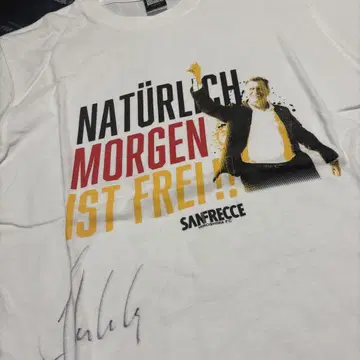 NATÜRLICH
MORGEN
IST FREI!!
SANFRECCE